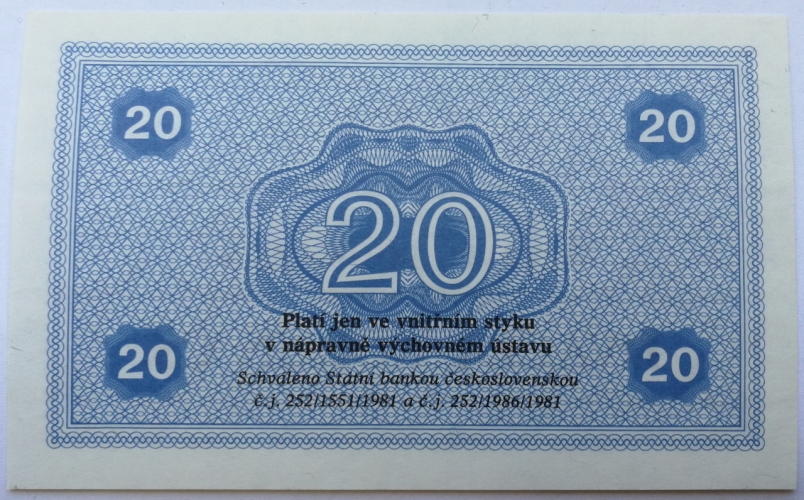 20 20
20
Platí jen ve vnitřním styku
v nápravně výchovném ústavu
20 20
Schváleno Státní bankou československou
č. j. 252/1551/1981 a č. j. 252/1986/1981